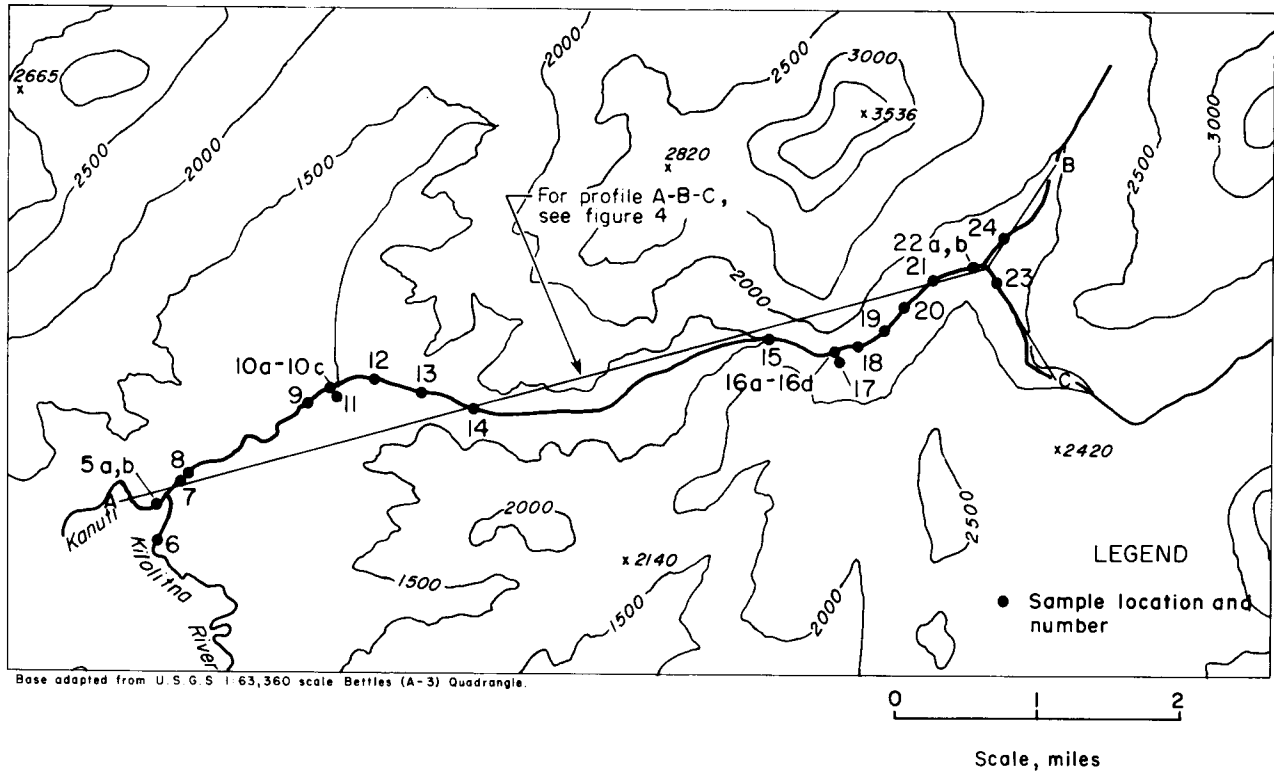 2665
2500
2000
1500
2000
2500
3000
3536
2820
3000
2500
B
For profile A-B-C,
see figure 4
24
22a,b
21
23
2000
20
19
18
15
17
16a-16d
C
10a-10c
12
13
9
11
14
5a,b
8
7
A
Kanuti
6
Kilolitna
River
2000
1500
2140
1500
2000
2500
2420
LEGEND
Sample location and
number
Base adapted from U.S.G.S 1:63,360 scale Bettles (A-3) Quadrangle.
0 1 2
Scale, miles